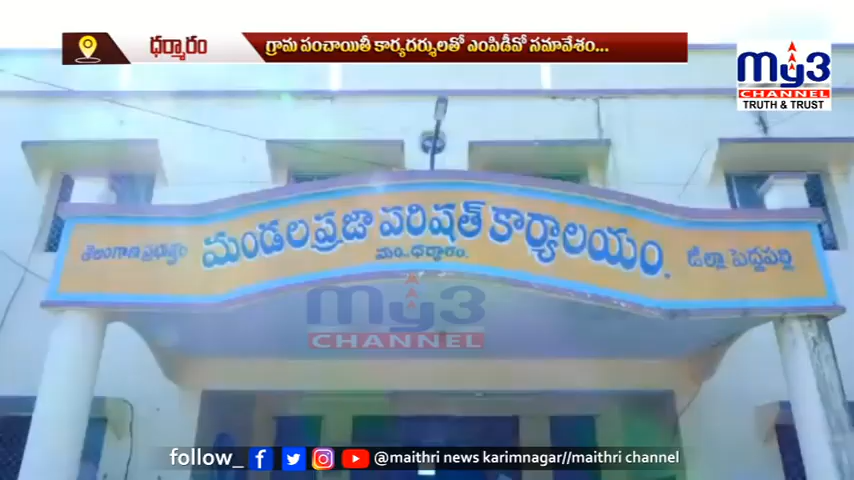 ధర్మారం
గ్రామ పంచాయితీ కార్యదర్శులతో ఎంపిడీవో సమావేశం...
My3
CHANNEL
TRUTH & TRUST
తెలంగాణ ప్రభుత్వం
మండల ప్రజా పరిషత్ కార్యాలయం.
మం..ధర్మారం.
జిల్లా పెద్దపల్లి
My3
CHANNEL
follow_ @maithri news karimnagar//maithri channel